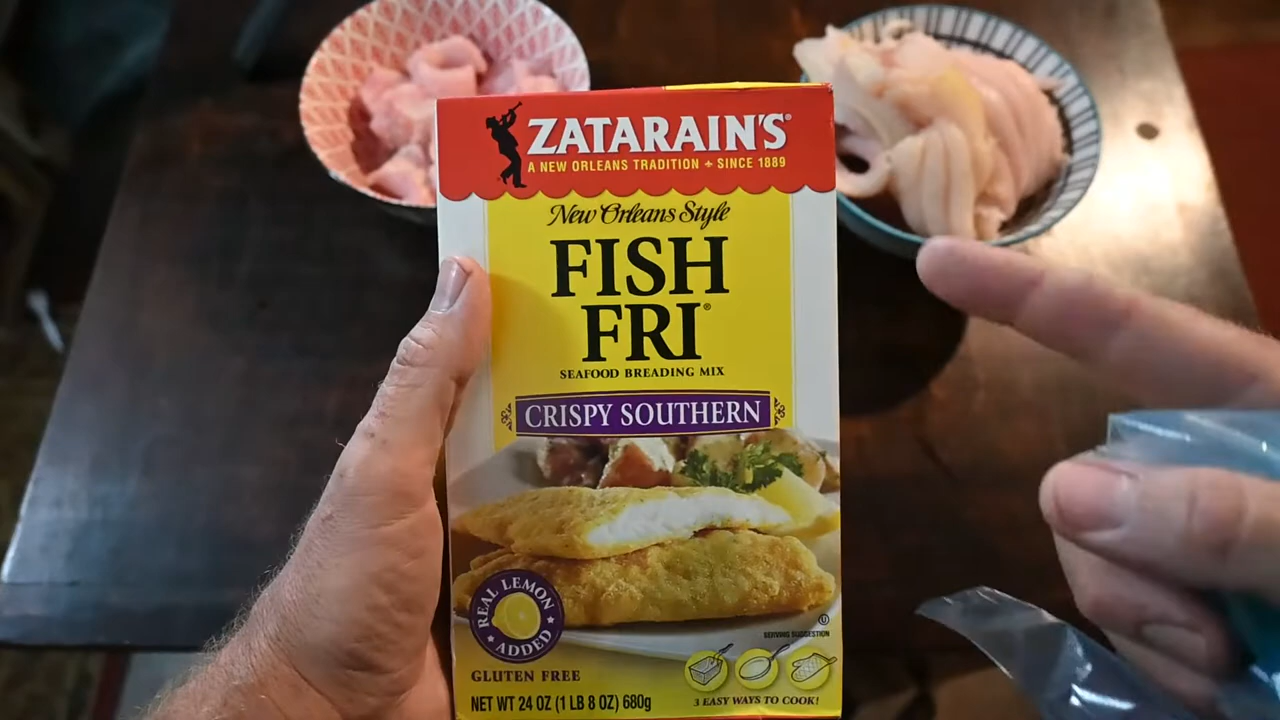 ZATARAIN'S®
A NEW ORLEANS TRADITION + SINCE 1889
New Orleans Style
FISH
FRI®
SEAFOOD BREADING MIX
CRISPY SOUTHERN
REAL LEMON
ADDED
SERVING SUGGESTION
GLUTEN FREE
NET WT 24 OZ (1 LB 8 OZ) 680g
3 EASY WAYS TO COOK!